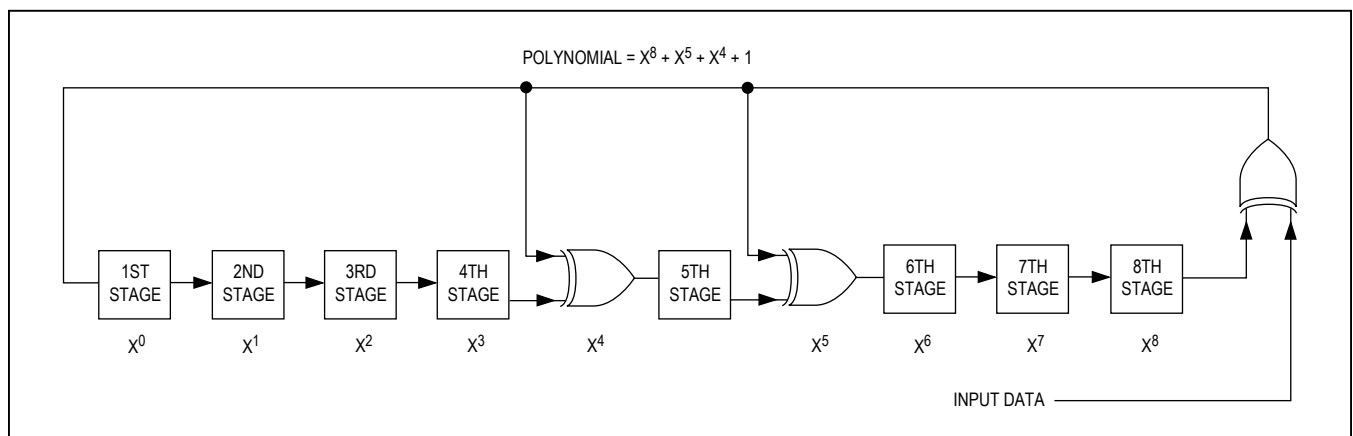 POLYNOMIAL = X⁸ + X⁵ + X⁴ + 1
1ST STAGE
2ND STAGE
3RD STAGE
4TH STAGE
5TH STAGE
6TH STAGE
7TH STAGE
8TH STAGE
X⁰
X¹
X²
X³
X⁴
X⁵
X⁶
X⁷
X⁸
INPUT DATA